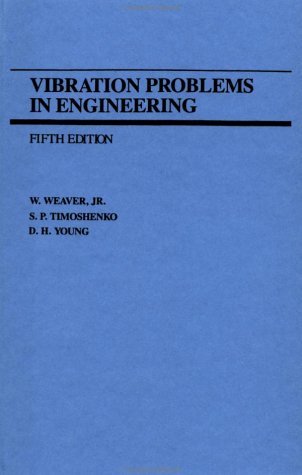 VIBRATION PROBLEMS
IN ENGINEERING
FIFTH EDITION
W. WEAVER, JR.
S. P. TIMOSHENKO
D. H. YOUNG